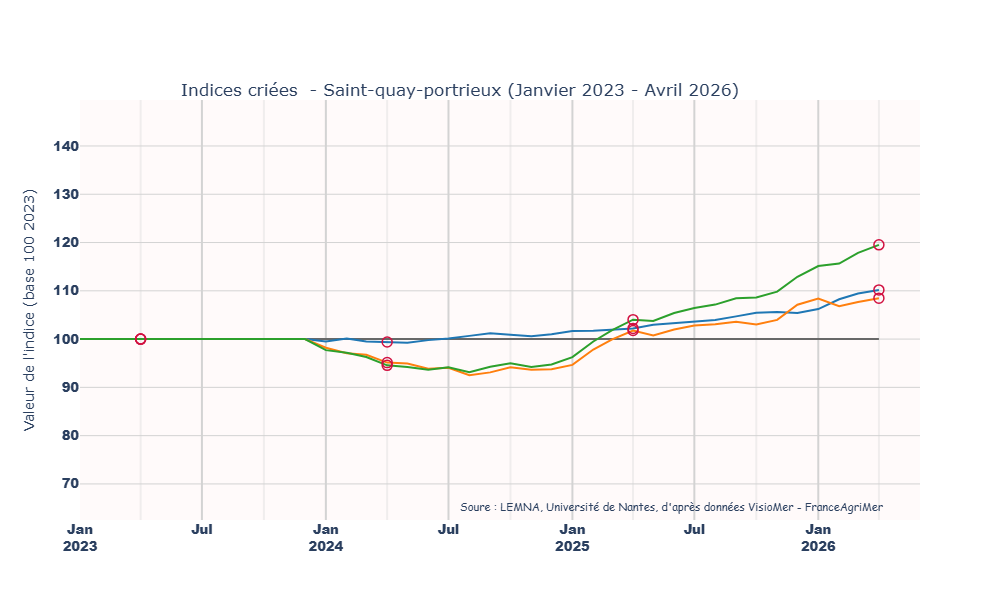 Indices criées  - Saint-quay-portrieux (Janvier 2023 - Avril 2026)
Valeur de l'indice (base 100 2023)
140
130
120
110
100
90
80
70
Soure : LEMNA, Université de Nantes, d'après données VisioMer - FranceAgriMer
Jan Jul Jan Jul Jan Jul Jan
2023 2024 2025 2026